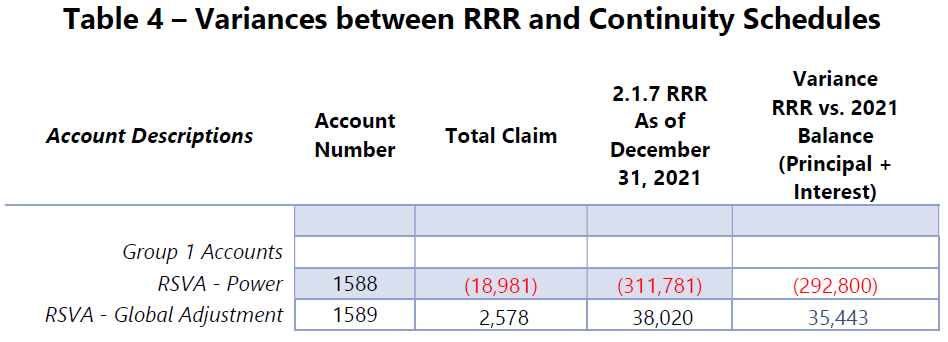 Table 4 – Variances between RRR and Continuity Schedules
Account Descriptions
Account
Number
Total Claim
2.1.7 RRR
As of
December
31, 2021
Variance
RRR vs. 2021
Balance
(Principal +
Interest)
Group 1 Accounts
RSVA - Power 1588 (18,981) (311,781) (292,800)
RSVA - Global Adjustment 1589 2,578 38,020 35,443